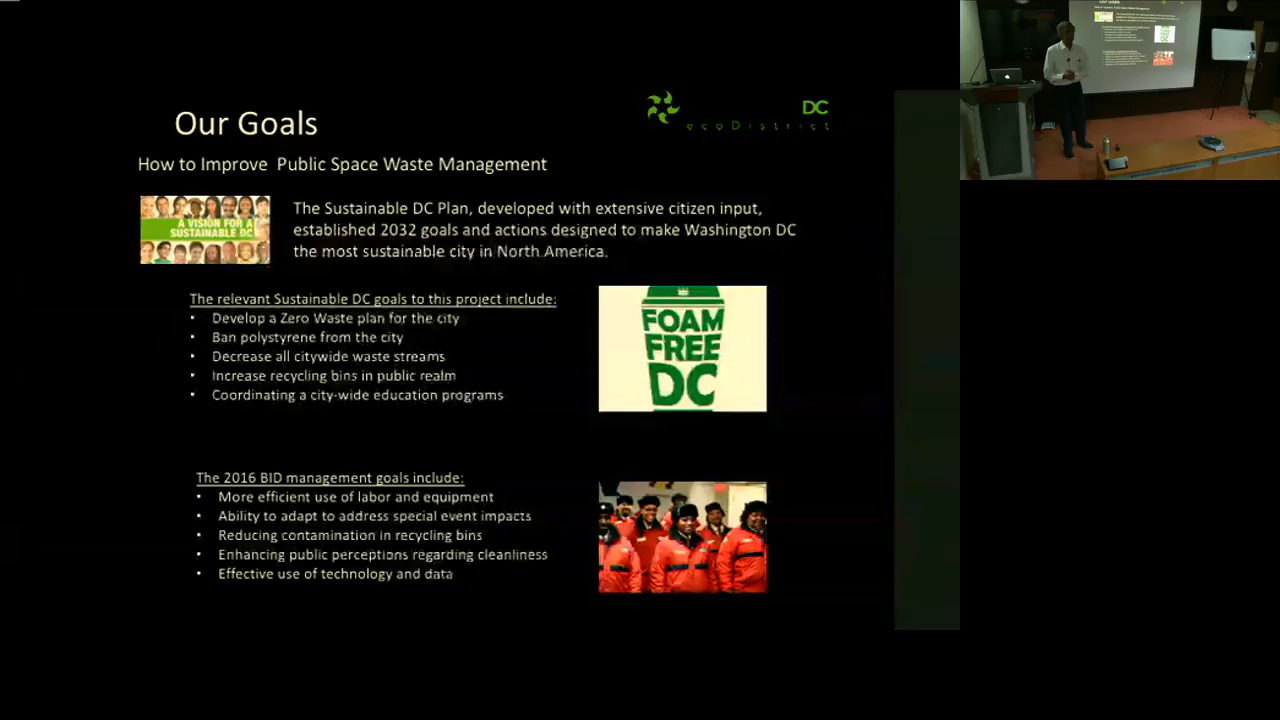 Our Goals
DC
ecoDistrict
How to Improve Public Space Waste Management
A VISION FOR A
SUSTAINABLE DC
The Sustainable DC Plan, developed with extensive citizen input,
established 2032 goals and actions designed to make Washington DC
the most sustainable city in North America.
The relevant Sustainable DC goals to this project include:
• Develop a Zero Waste plan for the city
• Ban polystyrene from the city
• Decrease all citywide waste streams
• Increase recycling bins in public realm
• Coordinating a city-wide education programs
FOAM
FREE
DC
The 2016 BID management goals include:
• More efficient use of labor and equipment
• Ability to adapt to address special event impacts
• Reducing contamination in recycling bins
• Enhancing public perceptions regarding cleanliness
• Effective use of technology and data